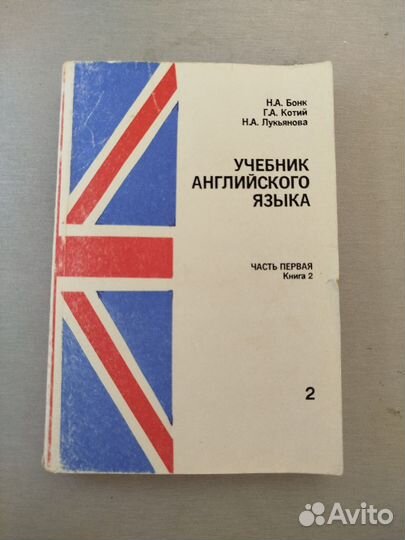 Н.А. Бонк
Г.А. Котий
Н.А. Лукьянова
УЧЕБНИК
АНГЛИЙСКОГО
ЯЗЫКА
ЧАСТЬ ПЕРВАЯ
Книга 2
2
Avito